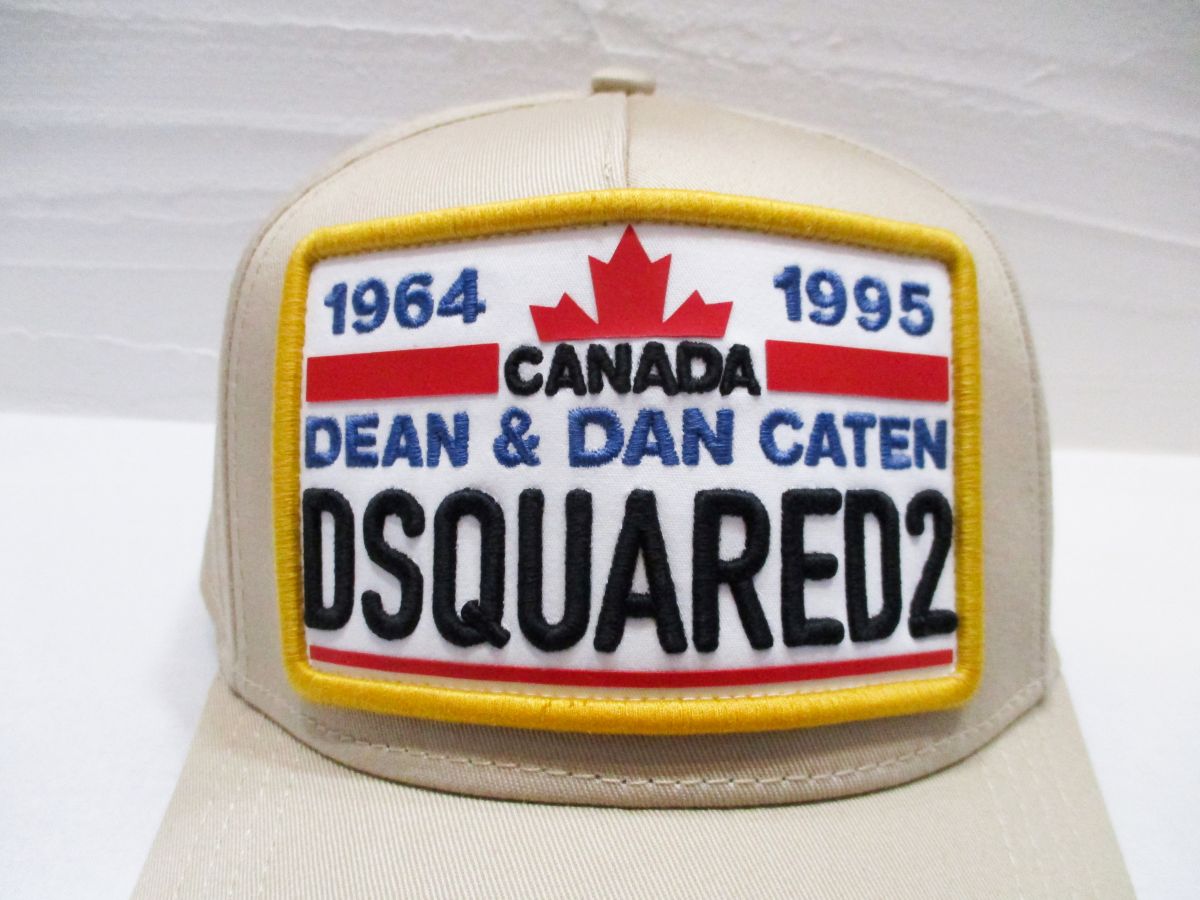 1964 1995
CANADA
DEAN & DAN CATEN
DSQUARED2